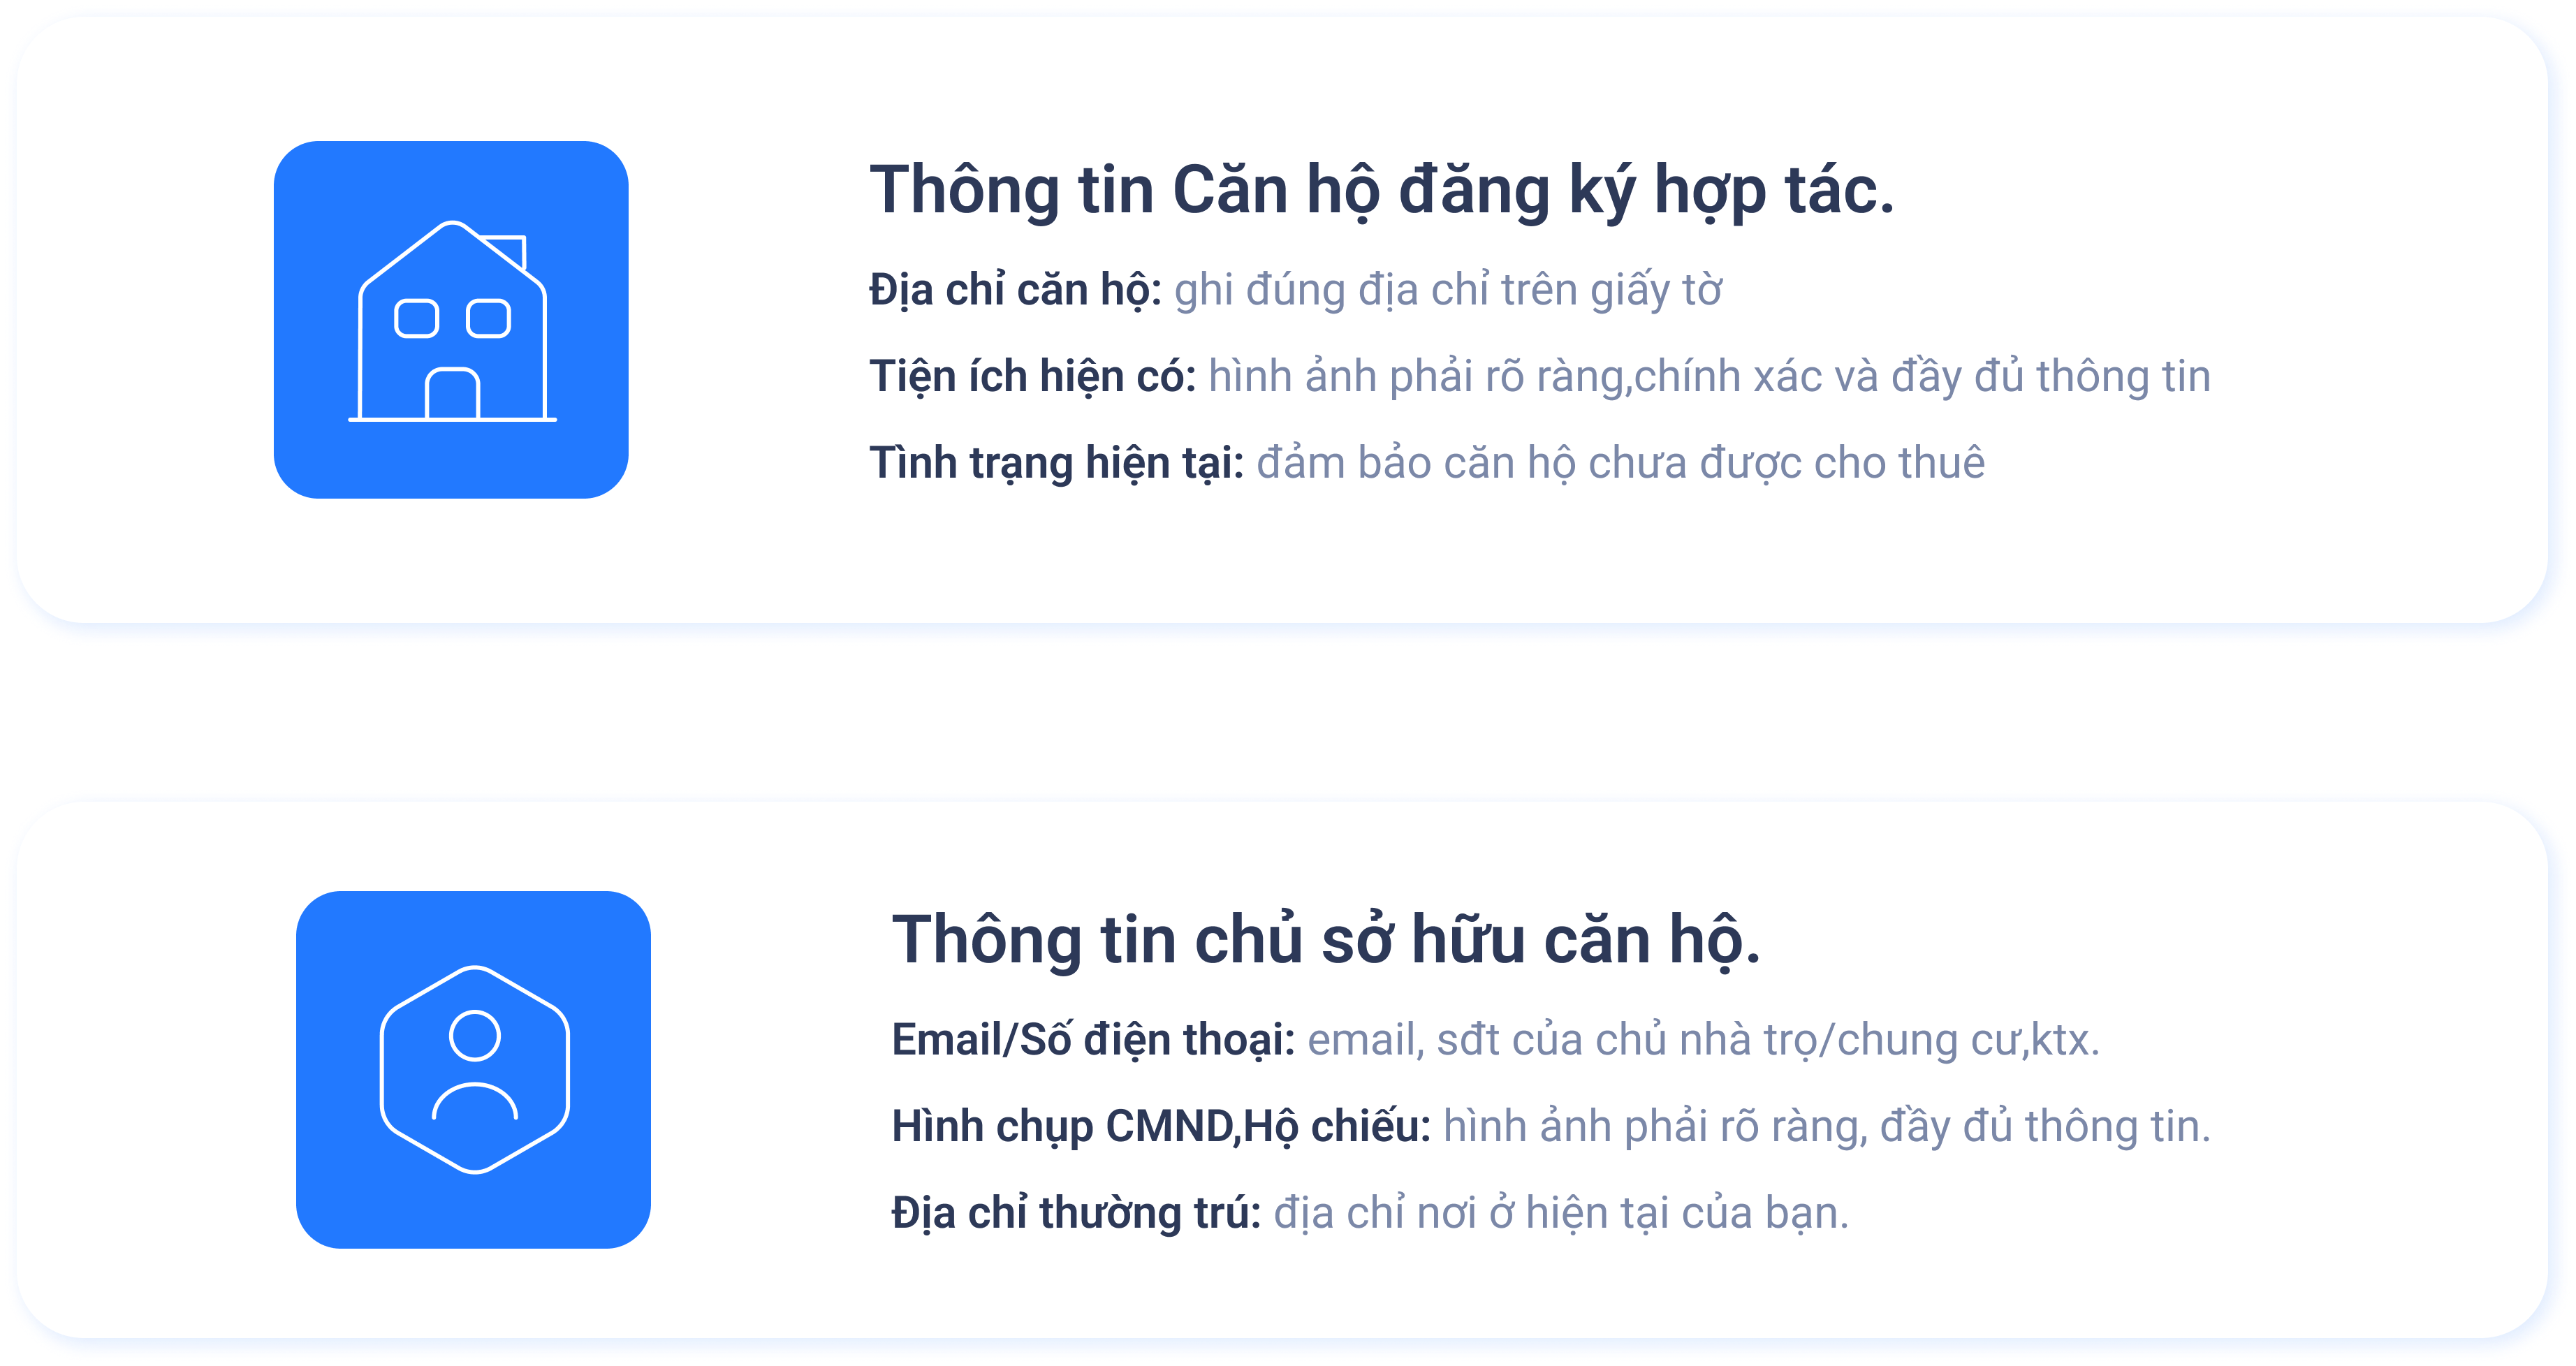 Thông tin Căn hộ đăng ký hợp tác.
Địa chỉ căn hộ: ghi đúng địa chỉ trên giấy tờ
Tiện ích hiện có: hình ảnh phải rõ ràng,chính xác và đầy đủ thông tin
Tình trạng hiện tại: đảm bảo căn hộ chưa được cho thuê
Thông tin chủ sở hữu căn hộ.
Email/Số điện thoại: email, sđt của chủ nhà trọ/chung cư,ktx.
Hình chụp CMND,Hộ chiếu: hình ảnh phải rõ ràng, đầy đủ thông tin.
Địa chỉ thường trú: địa chỉ nơi ở hiện tại của bạn.